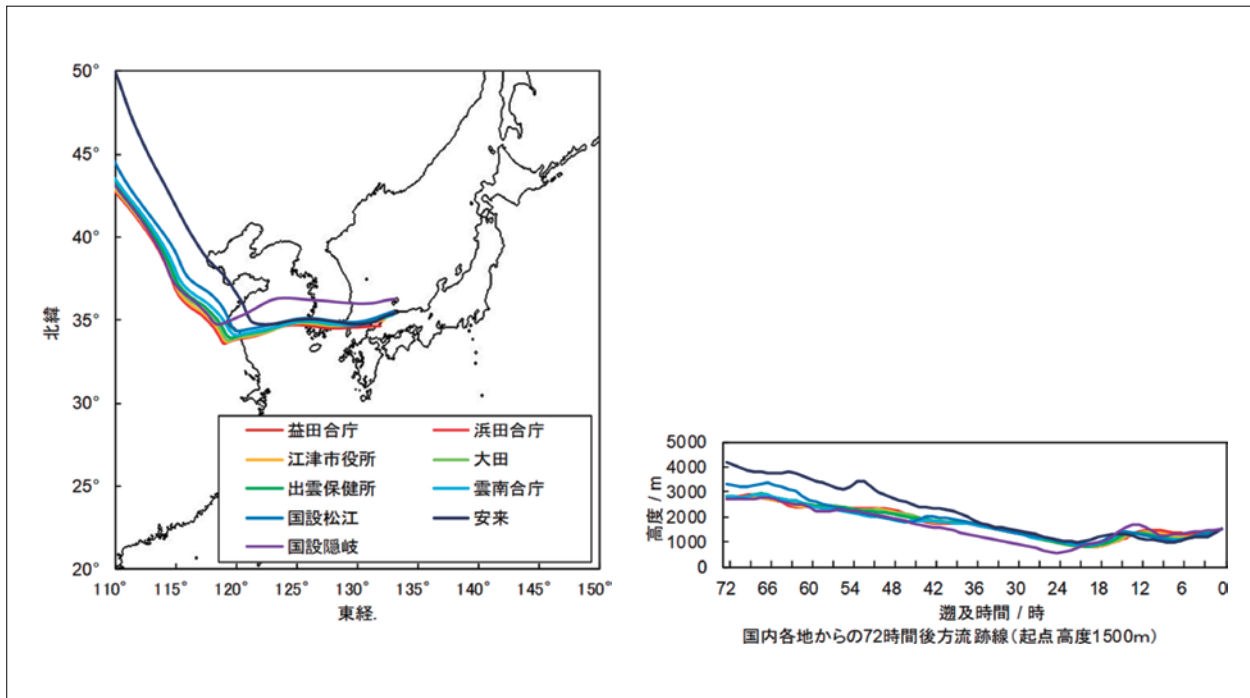 50°
45°
40°
35°
30°
25°
20°
北緯
110°
115°
120°
125°
130°
135°
140°
145°
150°
東経.
益田合庁
浜田合庁
江津市役所
大田
出雲保健所
雲南合庁
国設松江
安来
国設隠岐
5000
4000
3000
2000
1000
0
高度 / m
72 66 60 54 48 42 36 30 24 18 12 6 0
遡及時間 / 時
国内各地からの72時間後方流跡線(起点高度1500m)